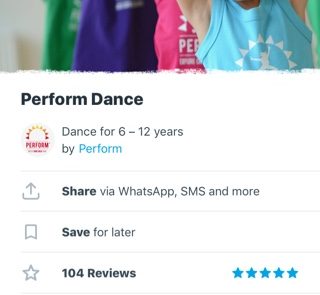 PERFORM
Perform Dance
PERFORM
Dance for 6 – 12 years
by Perform
Share via WhatsApp, SMS and more
Save for later
104 Reviews